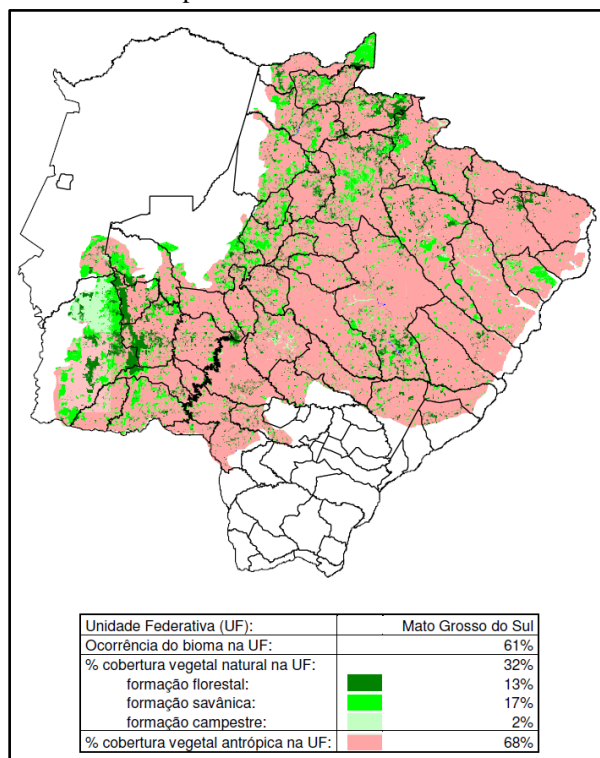 Unidade Federativa (UF): Mato Grosso do Sul
Ocorrência do bioma na UF: 61%
% cobertura vegetal natural na UF: 32%
formação florestal: 13%
formação savânica: 17%
formação campestre: 2%
% cobertura vegetal antrópica na UF: 68%